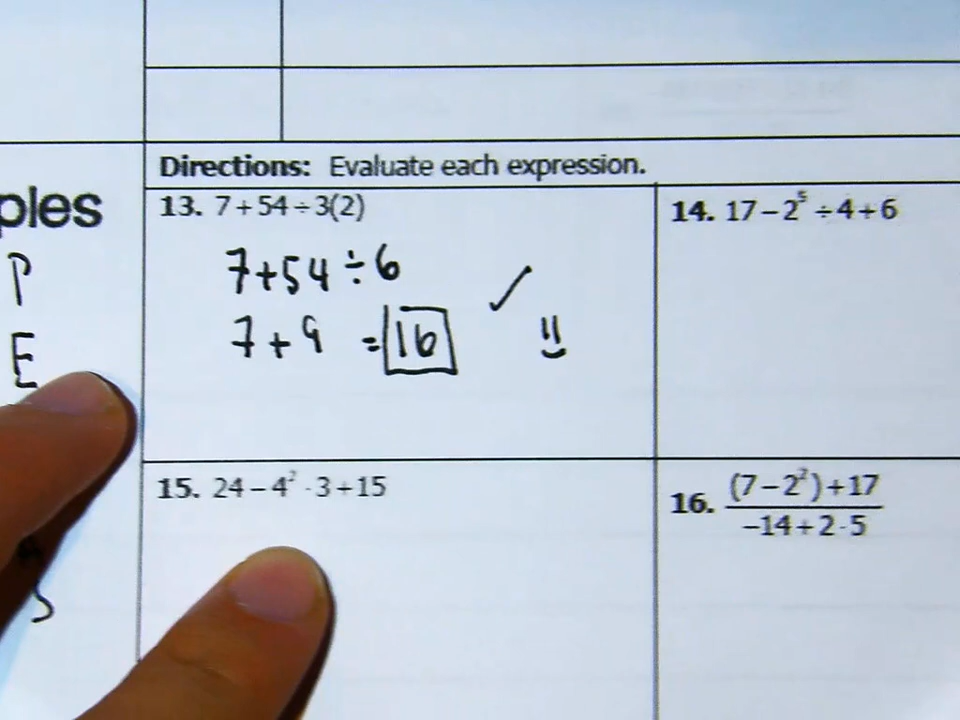 Directions: Evaluate each expression.
ples
P
E
S
13. 7 + 54 ÷ 3(2)
7 + 54 ÷ 6
7 + 9 = 16
14. 17 − 2⁵ ÷ 4 + 6
15. 24 − 4² · 3 + 15
16. (7 − 2²) + 17
−14 + 2 · 5